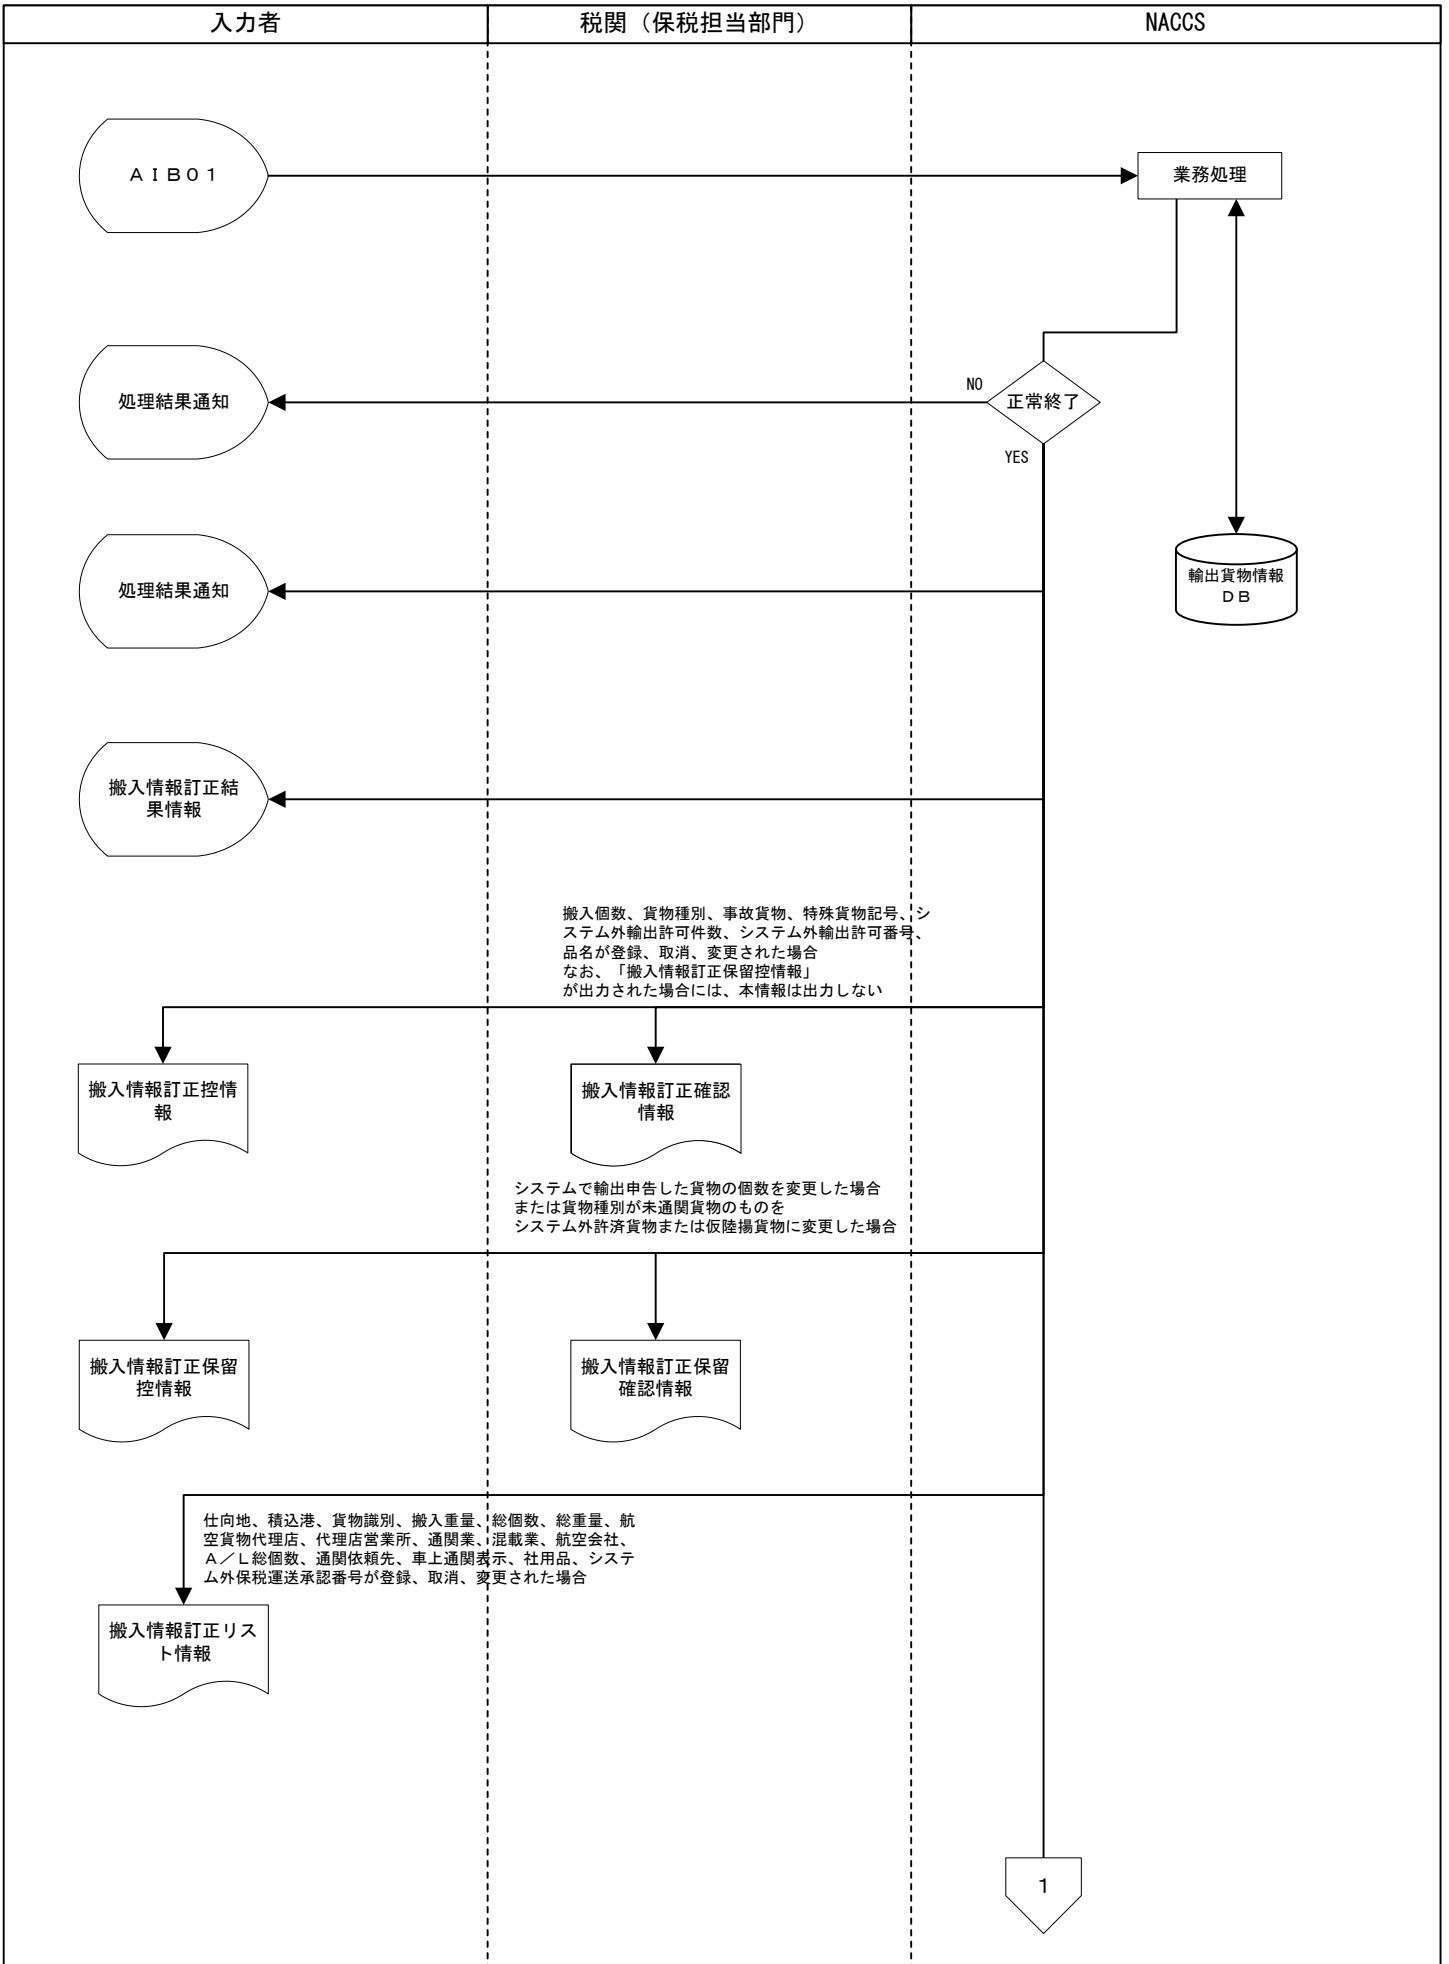 入力者
税関（保税担当部門）
NACCS
ＡＩＢ０１
業務処理
処理結果通知
NO
正常終了
YES
処理結果通知
輸出貨物情報
ＤＢ
搬入情報訂正結
果情報
搬入個数、貨物種別、事故貨物、特殊貨物記号、シ
ステム外輸出許可件数、システム外輸出許可番号、
品名が登録、取消、変更された場合
なお、「搬入情報訂正保留控情報」
が出力された場合には、本情報は出力しない
搬入情報訂正控情
報
搬入情報訂正確認
情報
システムで輸出申告した貨物の個数を変更した場合
または貨物種別が未通関貨物のものを
システム外許済貨物または仮陸揚貨物に変更した場合
搬入情報訂正保留
控情報
搬入情報訂正保留
確認情報
仕向地、積込港、貨物識別、搬入重量、総個数、総重量、航
空貨物代理店、代理店営業所、通関業、混載業、航空会社、
Ａ／Ｌ総個数、通関依頼先、車上通関表示、社用品、システ
ム外保税運送承認番号が登録、取消、変更された場合
搬入情報訂正リス
ト情報
1